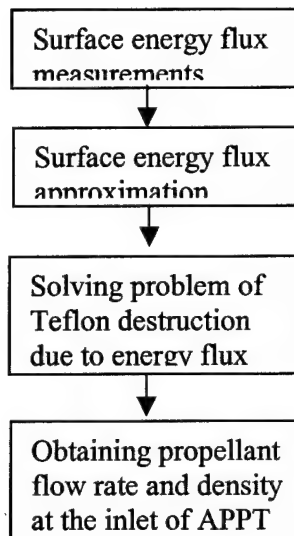 Surface energy flux
measurements
Surface energy flux
approximation
Solving problem of
Teflon destruction
due to energy flux
Obtaining propellant
flow rate and density
at the inlet of APPT